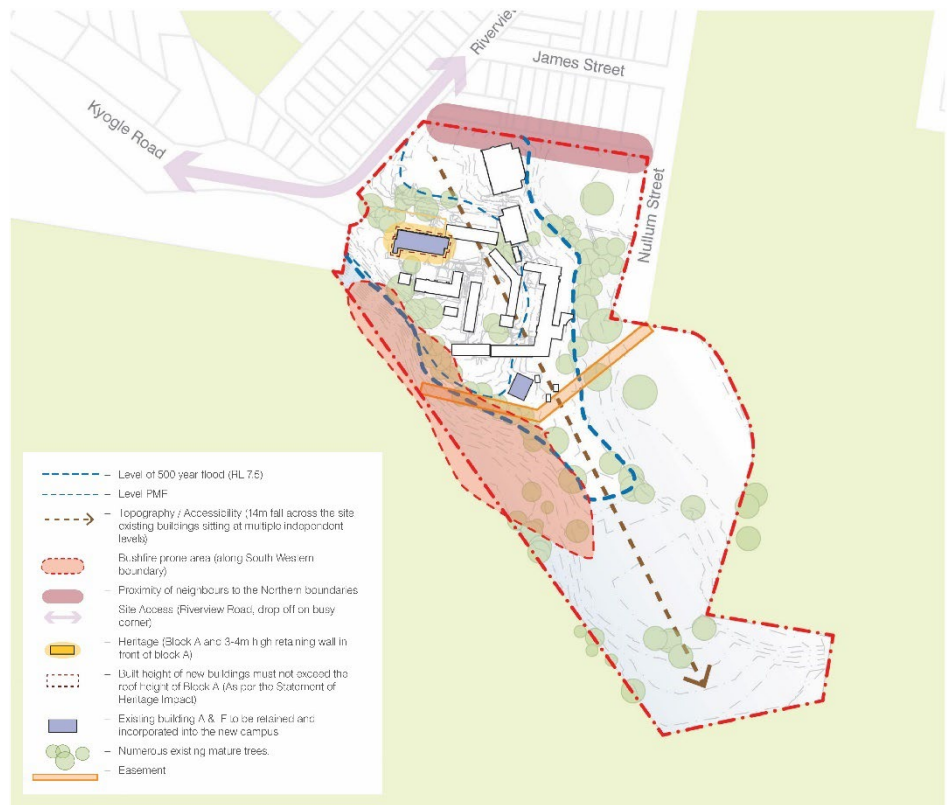 Riverview
James Street
Kyogle Road
Nullum Street
– Level of 500 year flood (RL 7.5)
– Level PMF
– Topography / Accessibility (14m fall across the site
existing buildings sitting at multiple independent
levels)
Bushfire prone area (along South Western
boundary)
– Proximity of neighbours to the Northern boundaries
Site Access (Riverview Road, drop off on busy
corner)
– Heritage (Block A and 3-4m high retaining wall in
front of block A)
– Built height of new buildings must not exceed the
roof height of Block A (As per the Statement of
Heritage Impact)
– Existing building A & F to be retained and
incorporated into the new campus
– Numerous existing mature trees.
– Easement